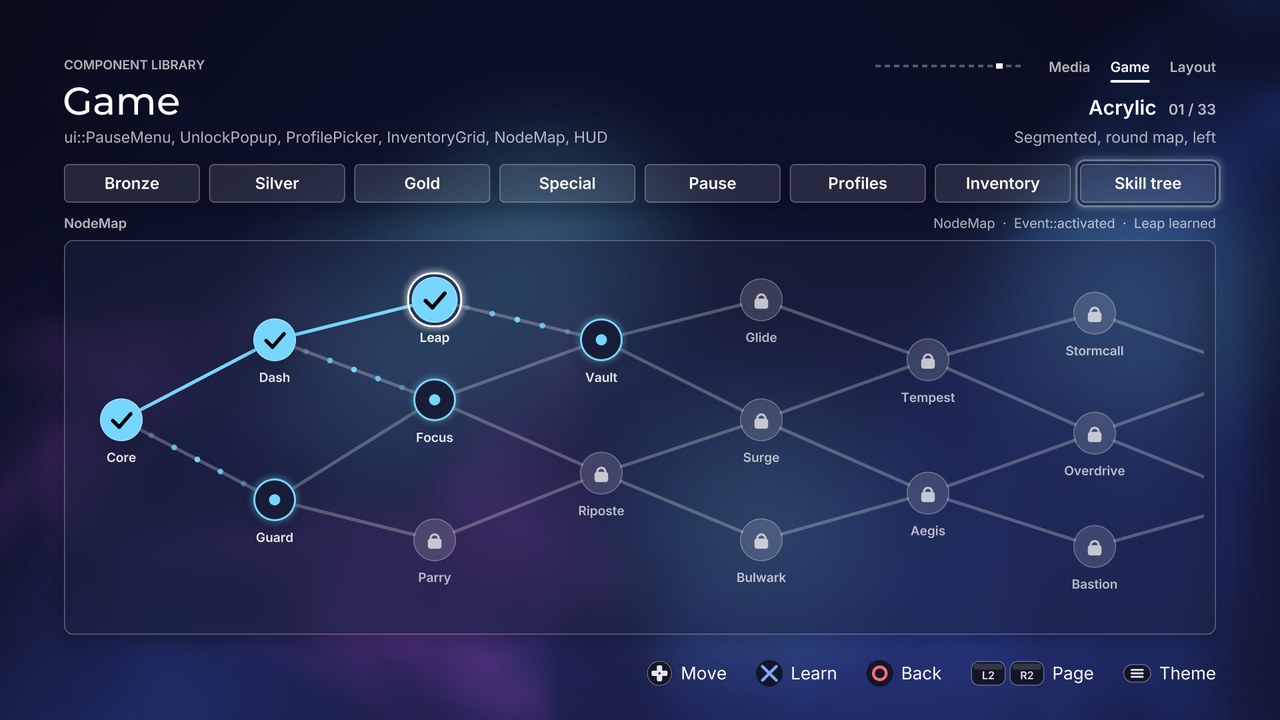 COMPONENT LIBRARY
Media Game Layout
Game
Acrylic 01 / 33
ui::PauseMenu, UnlockPopup, ProfilePicker, InventoryGrid, NodeMap, HUD
Segmented, round map, left
Bronze Silver Gold Special Pause Profiles Inventory Skill tree
NodeMap
NodeMap · Event::activated · Leap learned
Leap
Glide
Stormcall
Dash
Vault
Tempest
Focus
Core
Surge
Overdrive
Riposte
Aegis
Guard
Parry
Bulwark
Bastion
Move Learn Back L2 R2 Page Theme